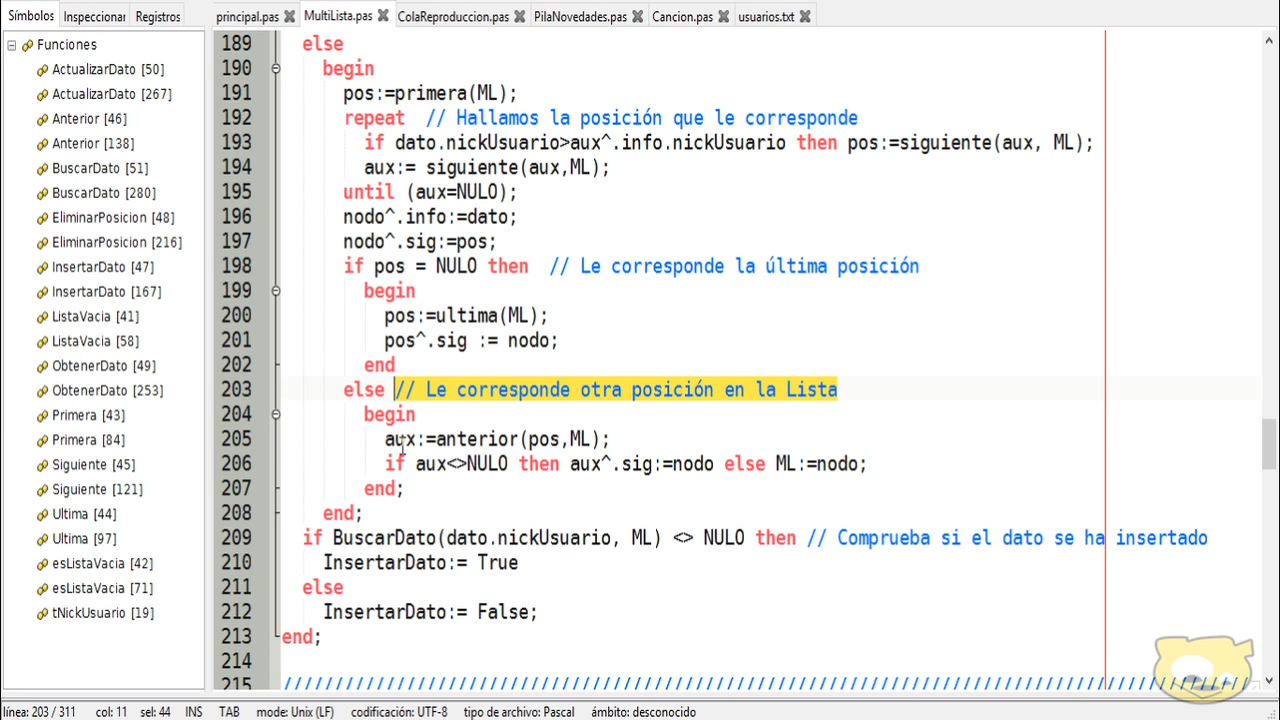 Símbolos Inspeccionar Registros
principal.pas MultiLista.pas ColaReproduccion.pas PilaNovedades.pas Cancion.pas usuarios.txt
Funciones
ActualizarDato [50]
ActualizarDato [267]
Anterior [46]
Anterior [138]
BuscarDato [51]
BuscarDato [280]
EliminarPosicion [48]
EliminarPosicion [216]
InsertarDato [47]
InsertarDato [167]
ListaVacia [41]
ListaVacia [58]
ObtenerDato [49]
ObtenerDato [253]
Primera [43]
Primera [84]
Siguiente [45]
Siguiente [121]
Ultima [44]
Ultima [97]
esListaVacia [42]
esListaVacia [71]
tNickUsuario [19]
189 else
190 begin
191 pos:=primera(ML);
192 repeat // Hallamos la posición que le corresponde
193 if dato.nickUsuario>aux^.info.nickUsuario then pos:=siguiente(aux, ML);
194 aux:= siguiente(aux,ML);
195 until (aux=NULO);
196 nodo^.info:=dato;
197 nodo^.sig:=pos;
198 if pos = NULO then // Le corresponde la última posición
199 begin
200 pos:=ultima(ML);
201 pos^.sig := nodo;
202 end
203 else // Le corresponde otra posición en la Lista
204 begin
205 aux:=anterior(pos,ML);
206 if aux<>NULO then aux^.sig:=nodo else ML:=nodo;
207 end;
208 end;
209 if BuscarDato(dato.nickUsuario, ML) <> NULO then // Comprueba si el dato se ha insertado
210 InsertarDato:= True
211 else
212 InsertarDato:= False;
213 end;
214
215 ////////////////////////////////////////////////////////////////////////////////////////////
línea: 203 / 311 col: 11 sel: 44 INS TAB mode: Unix (LF) codificación: UTF-8 tipo de archivo: Pascal ámbito: desconocido